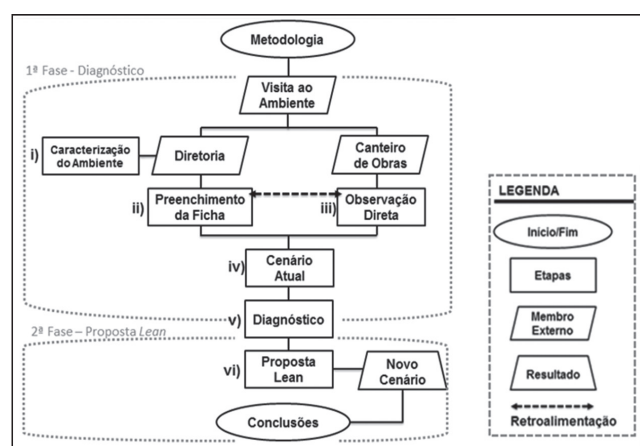 Metodologia
1ª Fase - Diagnóstico
Visita ao
Ambiente
i)
Caracterização
do Ambiente
Diretoria
Canteiro
de Obras
ii)
Preenchimento
da Ficha
iii)
Observação
Direta
iv)
Cenário
Atual
v)
Diagnóstico
2ª Fase – Proposta Lean
vi)
Proposta
Lean
Novo
Cenário
Conclusões
LEGENDA
Início/Fim
Etapas
Membro
Externo
Resultado
Retroalimentação